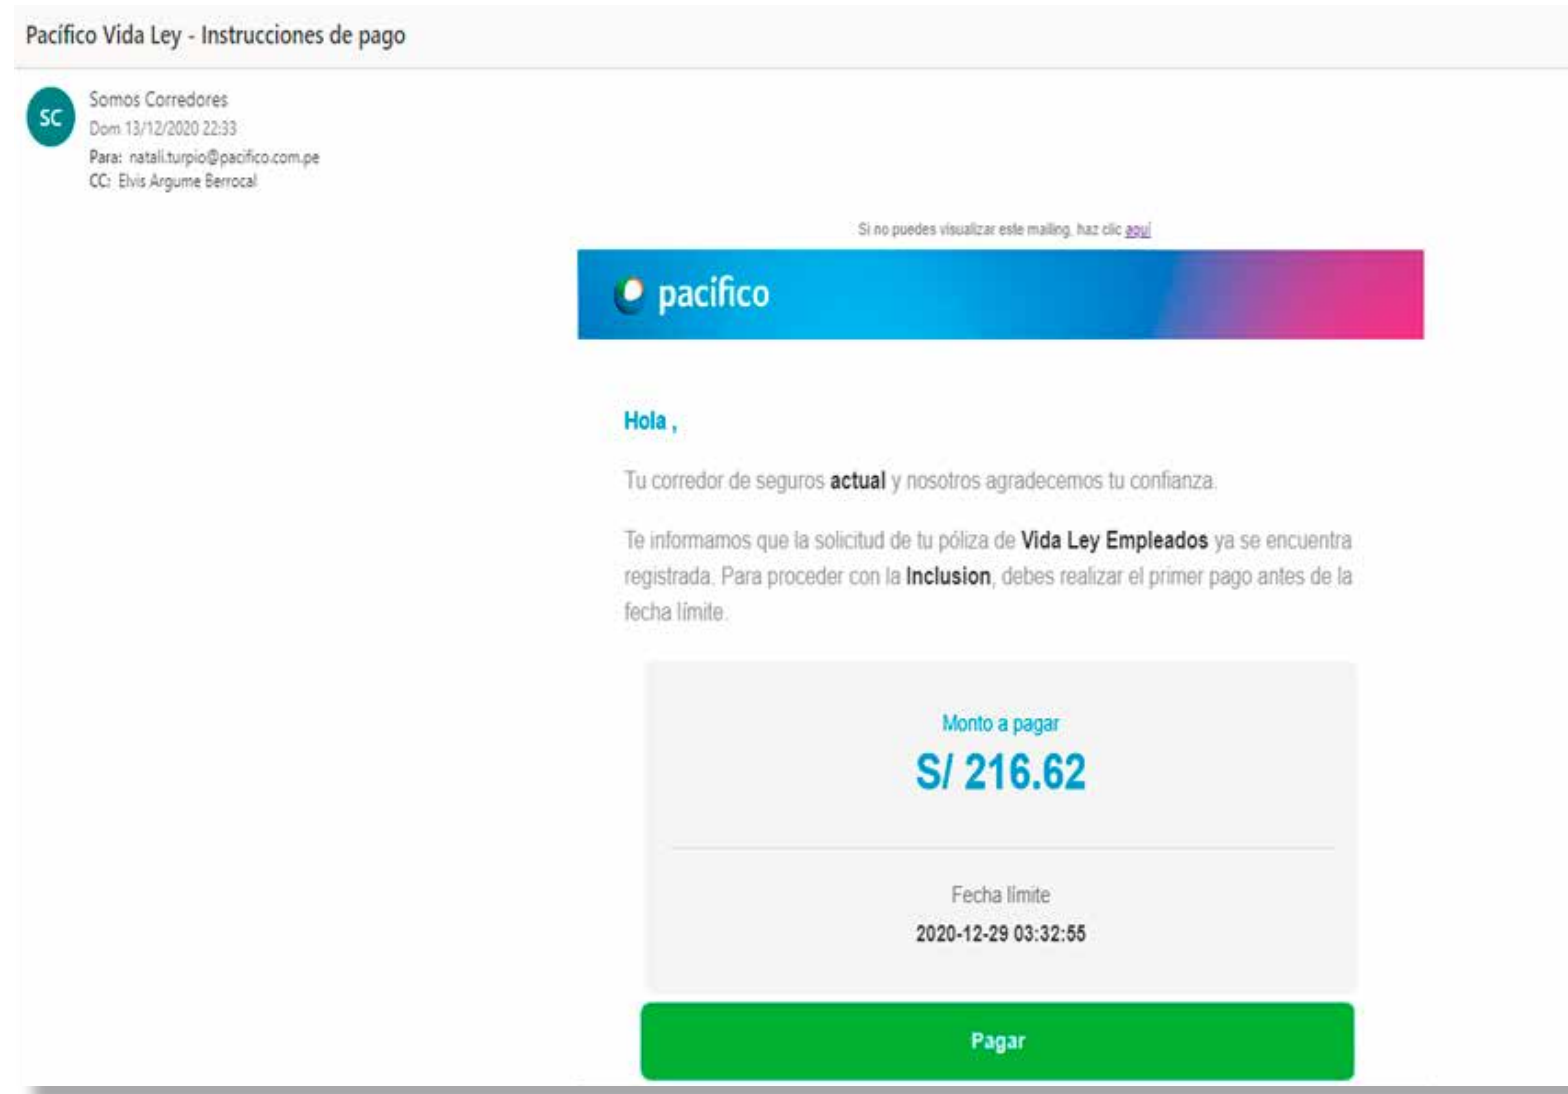 Pacífico Vida Ley - Instrucciones de pago
SC
Somos Corredores
Dom 13/12/2020 22:33
Para: natali.turpio@pacifico.com.pe
CC: Elvis Argume Berrocal
Si no puedes visualizar este mailing, haz clic aquí
pacifico
Hola ,
Tu corredor de seguros actual y nosotros agradecemos tu confianza.
Te informamos que la solicitud de tu póliza de Vida Ley Empleados ya se encuentra
registrada. Para proceder con la Inclusion, debes realizar el primer pago antes de la
fecha límite.
Monto a pagar
S/ 216.62
Fecha límite
2020-12-29 03:32:55
Pagar